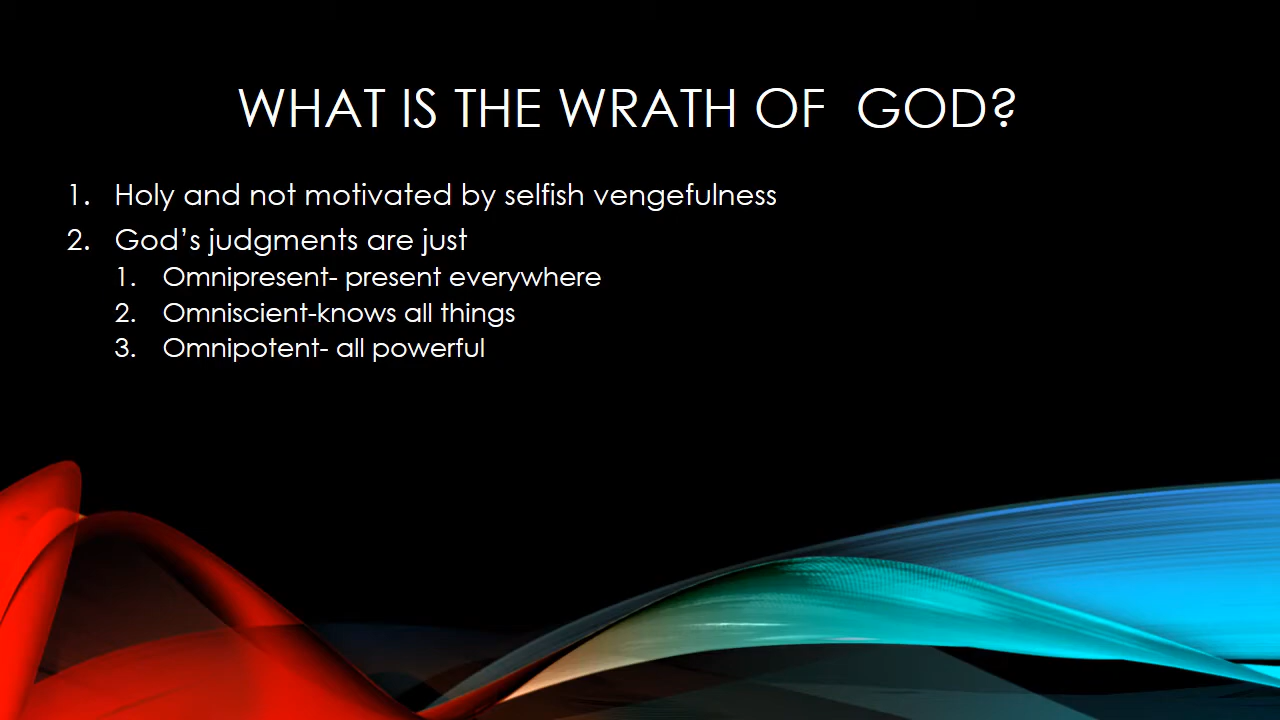 WHAT IS THE WRATH OF  GOD?
1. Holy and not motivated by selfish vengefulness
2. God’s judgments are just
1. Omnipresent- present everywhere
2. Omniscient-knows all things
3. Omnipotent- all powerful